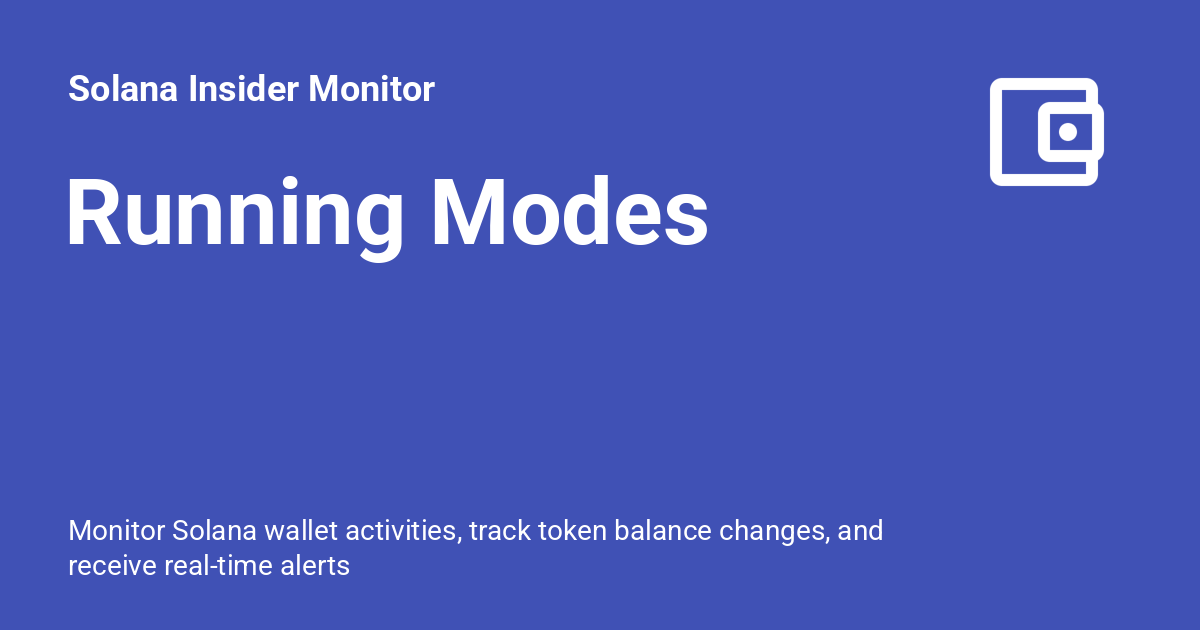 Solana Insider Monitor
Running Modes
Monitor Solana wallet activities, track token balance changes, and
receive real-time alerts